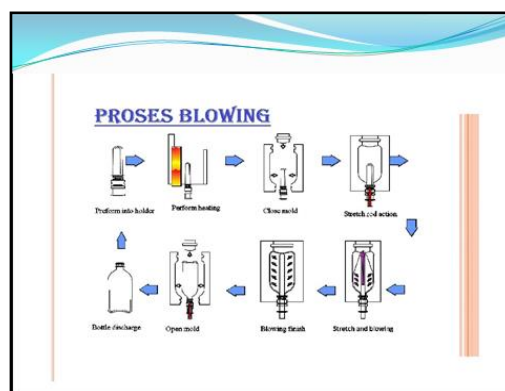 PROSES BLOWING
Preform into holder
Perform heating
Close mold
Stretch rod action
Bottle discharge
Open mold
Blowing finish
Stretch and blowing